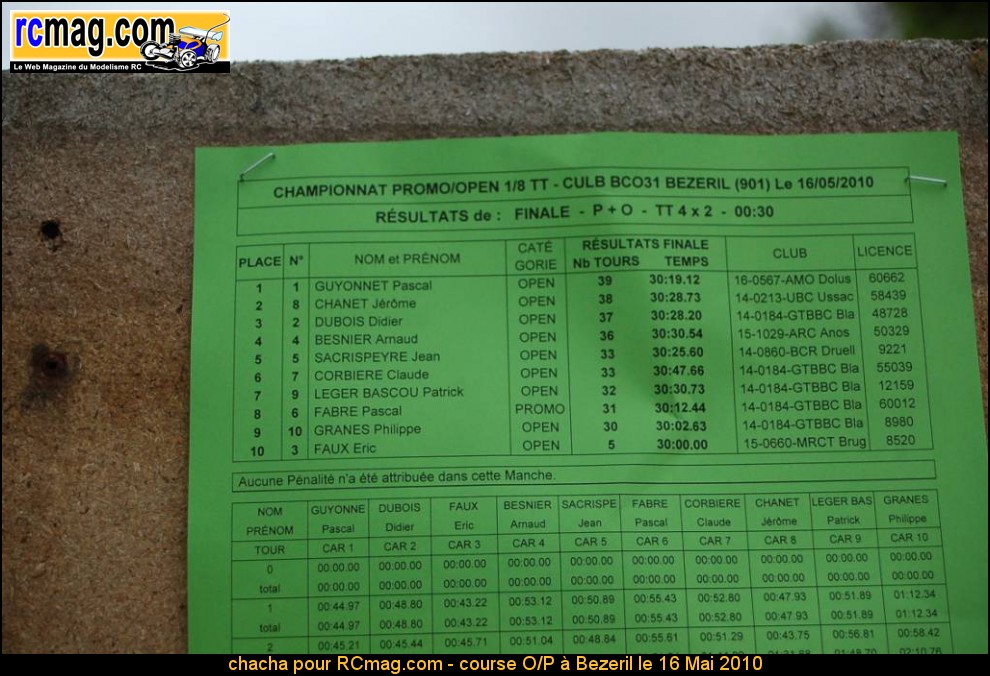 rcmag.com
Le Web Magazine du Modelisme RC
CHAMPIONNAT PROMO/OPEN 1/8 TT - CULB BCO31 BEZERIL (901) Le 16/05/2010
RÉSULTATS de : FINALE - P + O - TT 4 x 2 - 00:30
PLACE N° NOM et PRÉNOM CATÉ GORIE RÉSULTATS FINALE Nb TOURS TEMPS CLUB LICENCE
1 1 GUYONNET Pascal OPEN 39 30:19.12 16-0567-AMO Dolus 60662
2 8 CHANET Jérôme OPEN 38 30:28.73 14-0213-UBC Ussac 58439
3 2 DUBOIS Didier OPEN 37 30:28.20 14-0184-GTBBC Bla 48728
4 4 BESNIER Arnaud OPEN 36 30:30.54 15-1029-ARC Anos 50329
5 5 SACRISPEYRE Jean OPEN 33 30:25.60 14-0860-BCR Druell 9221
6 7 CORBIERE Claude OPEN 33 30:47.66 14-0184-GTBBC Bla 55039
7 9 LEGER BASCOU Patrick OPEN 32 30:30.73 14-0184-GTBBC Bla 12159
8 6 FABRE Pascal PROMO 31 30:12.44 14-0184-GTBBC Bla 60012
9 10 GRANES Philippe OPEN 30 30:02.63 14-0184-GTBBC Bla 8980
10 3 FAUX Eric OPEN 5 30:00.00 15-0660-MRCT Brug 8520
Aucune Pénalité n'a été attribuée dans cette Manche.
NOM GUYONNE DUBOIS FAUX BESNIER SACRISPE FABRE CORBIERE CHANET LEGER BAS GRANES
PRÉNOM Pascal Didier Eric Arnaud Jean Pascal Claude Jérôme Patrick Philippe
TOUR CAR 1 CAR 2 CAR 3 CAR 4 CAR 5 CAR 6 CAR 7 CAR 8 CAR 9 CAR 10
0 00:00.00 00:00.00 00:00.00 00:00.00 00:00.00 00:00.00 00:00.00 00:00.00 00:00.00 00:00.00
total 00:00.00 00:00.00 00:00.00 00:00.00 00:00.00 00:00.00 00:00.00 00:00.00 00:00.00 00:00.00
1 00:44.97 00:48.80 00:43.22 00:53.12 00:50.89 00:55.43 00:52.80 00:47.93 00:51.89 01:12.34
total 00:44.97 00:48.80 00:43.22 00:53.12 00:50.89 00:55.43 00:52.80 00:47.93 00:51.89 01:12.34
2 00:45.21 00:45.44 00:45.71 00:51.04 00:48.84 00:55.61 00:51.29 00:43.75 00:56.81 00:58.42
02:10.76
chacha pour RCmag.com - course O/P à Bezeril le 16 Mai 2010